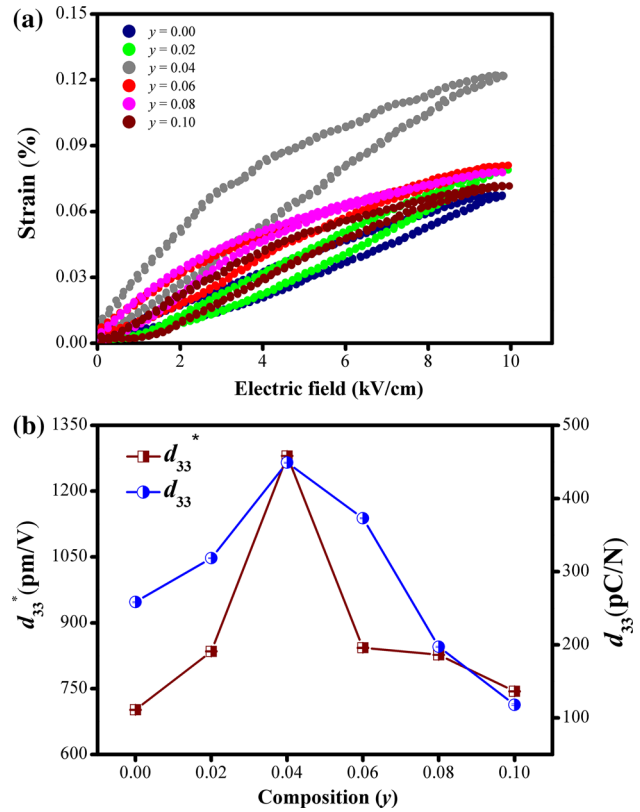 (a)
0.15
0.12
0.09
0.06
0.03
0.00
Strain (%)
y = 0.00
y = 0.02
y = 0.04
y = 0.06
y = 0.08
y = 0.10
0 2 4 6 8 10
Electric field (kV/cm)
(b)
1350
1200
1050
900
750
600
d33* (pm/V)
d33*
d33
500
400
300
200
100
d33(pC/N)
0.00 0.02 0.04 0.06 0.08 0.10
Composition (y)